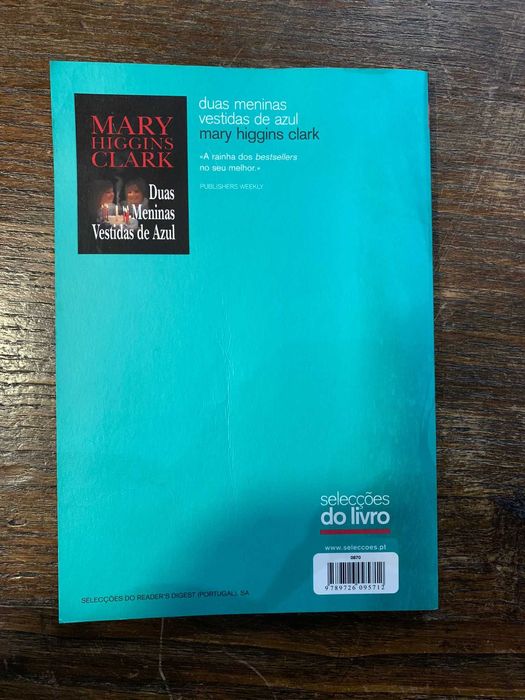 MARY
HIGGINS
CLARK
Duas
Meninas
Vestidas de Azul
duas meninas
vestidas de azul
mary higgins clark
«A rainha dos bestsellers
no seu melhor.»
PUBLISHERS WEEKLY
selecções
do livro
www.seleccoes.pt
0870
9789726095712
SELECÇÕES DO READER'S DIGEST (PORTUGAL), SA